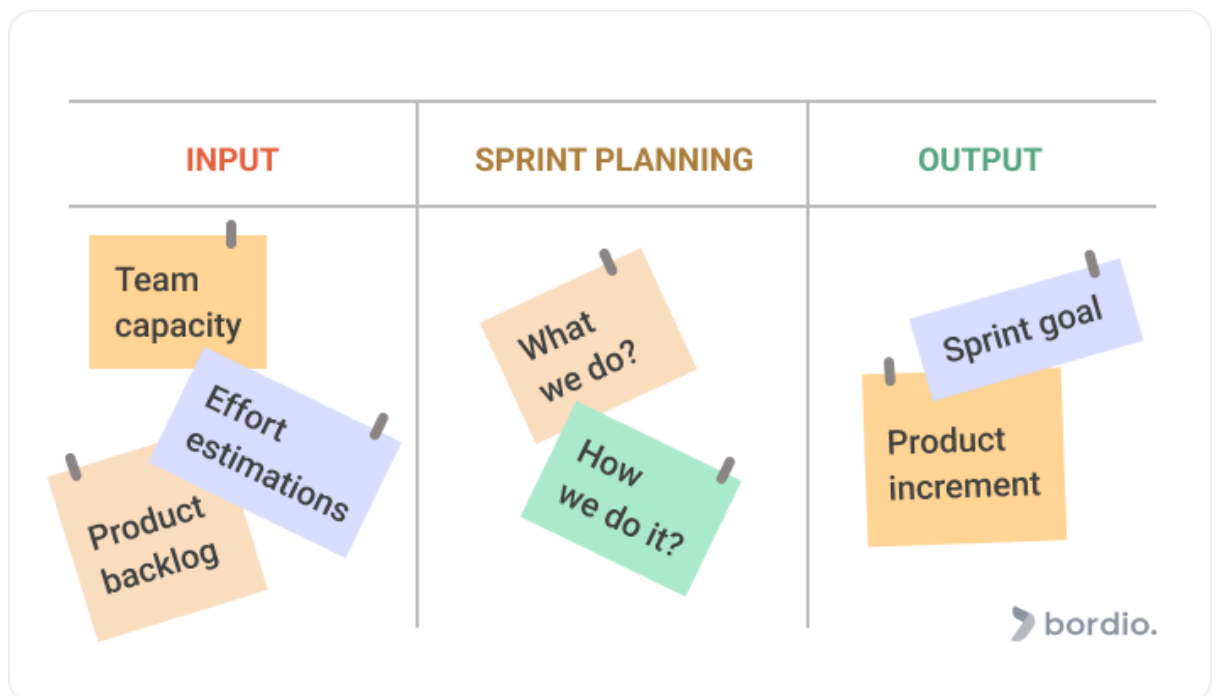 INPUT
SPRINT PLANNING
OUTPUT
Team
capacity
Effort
estimations
Product
backlog
What
we do?
How
we do it?
Sprint goal
Product
increment
bordio.